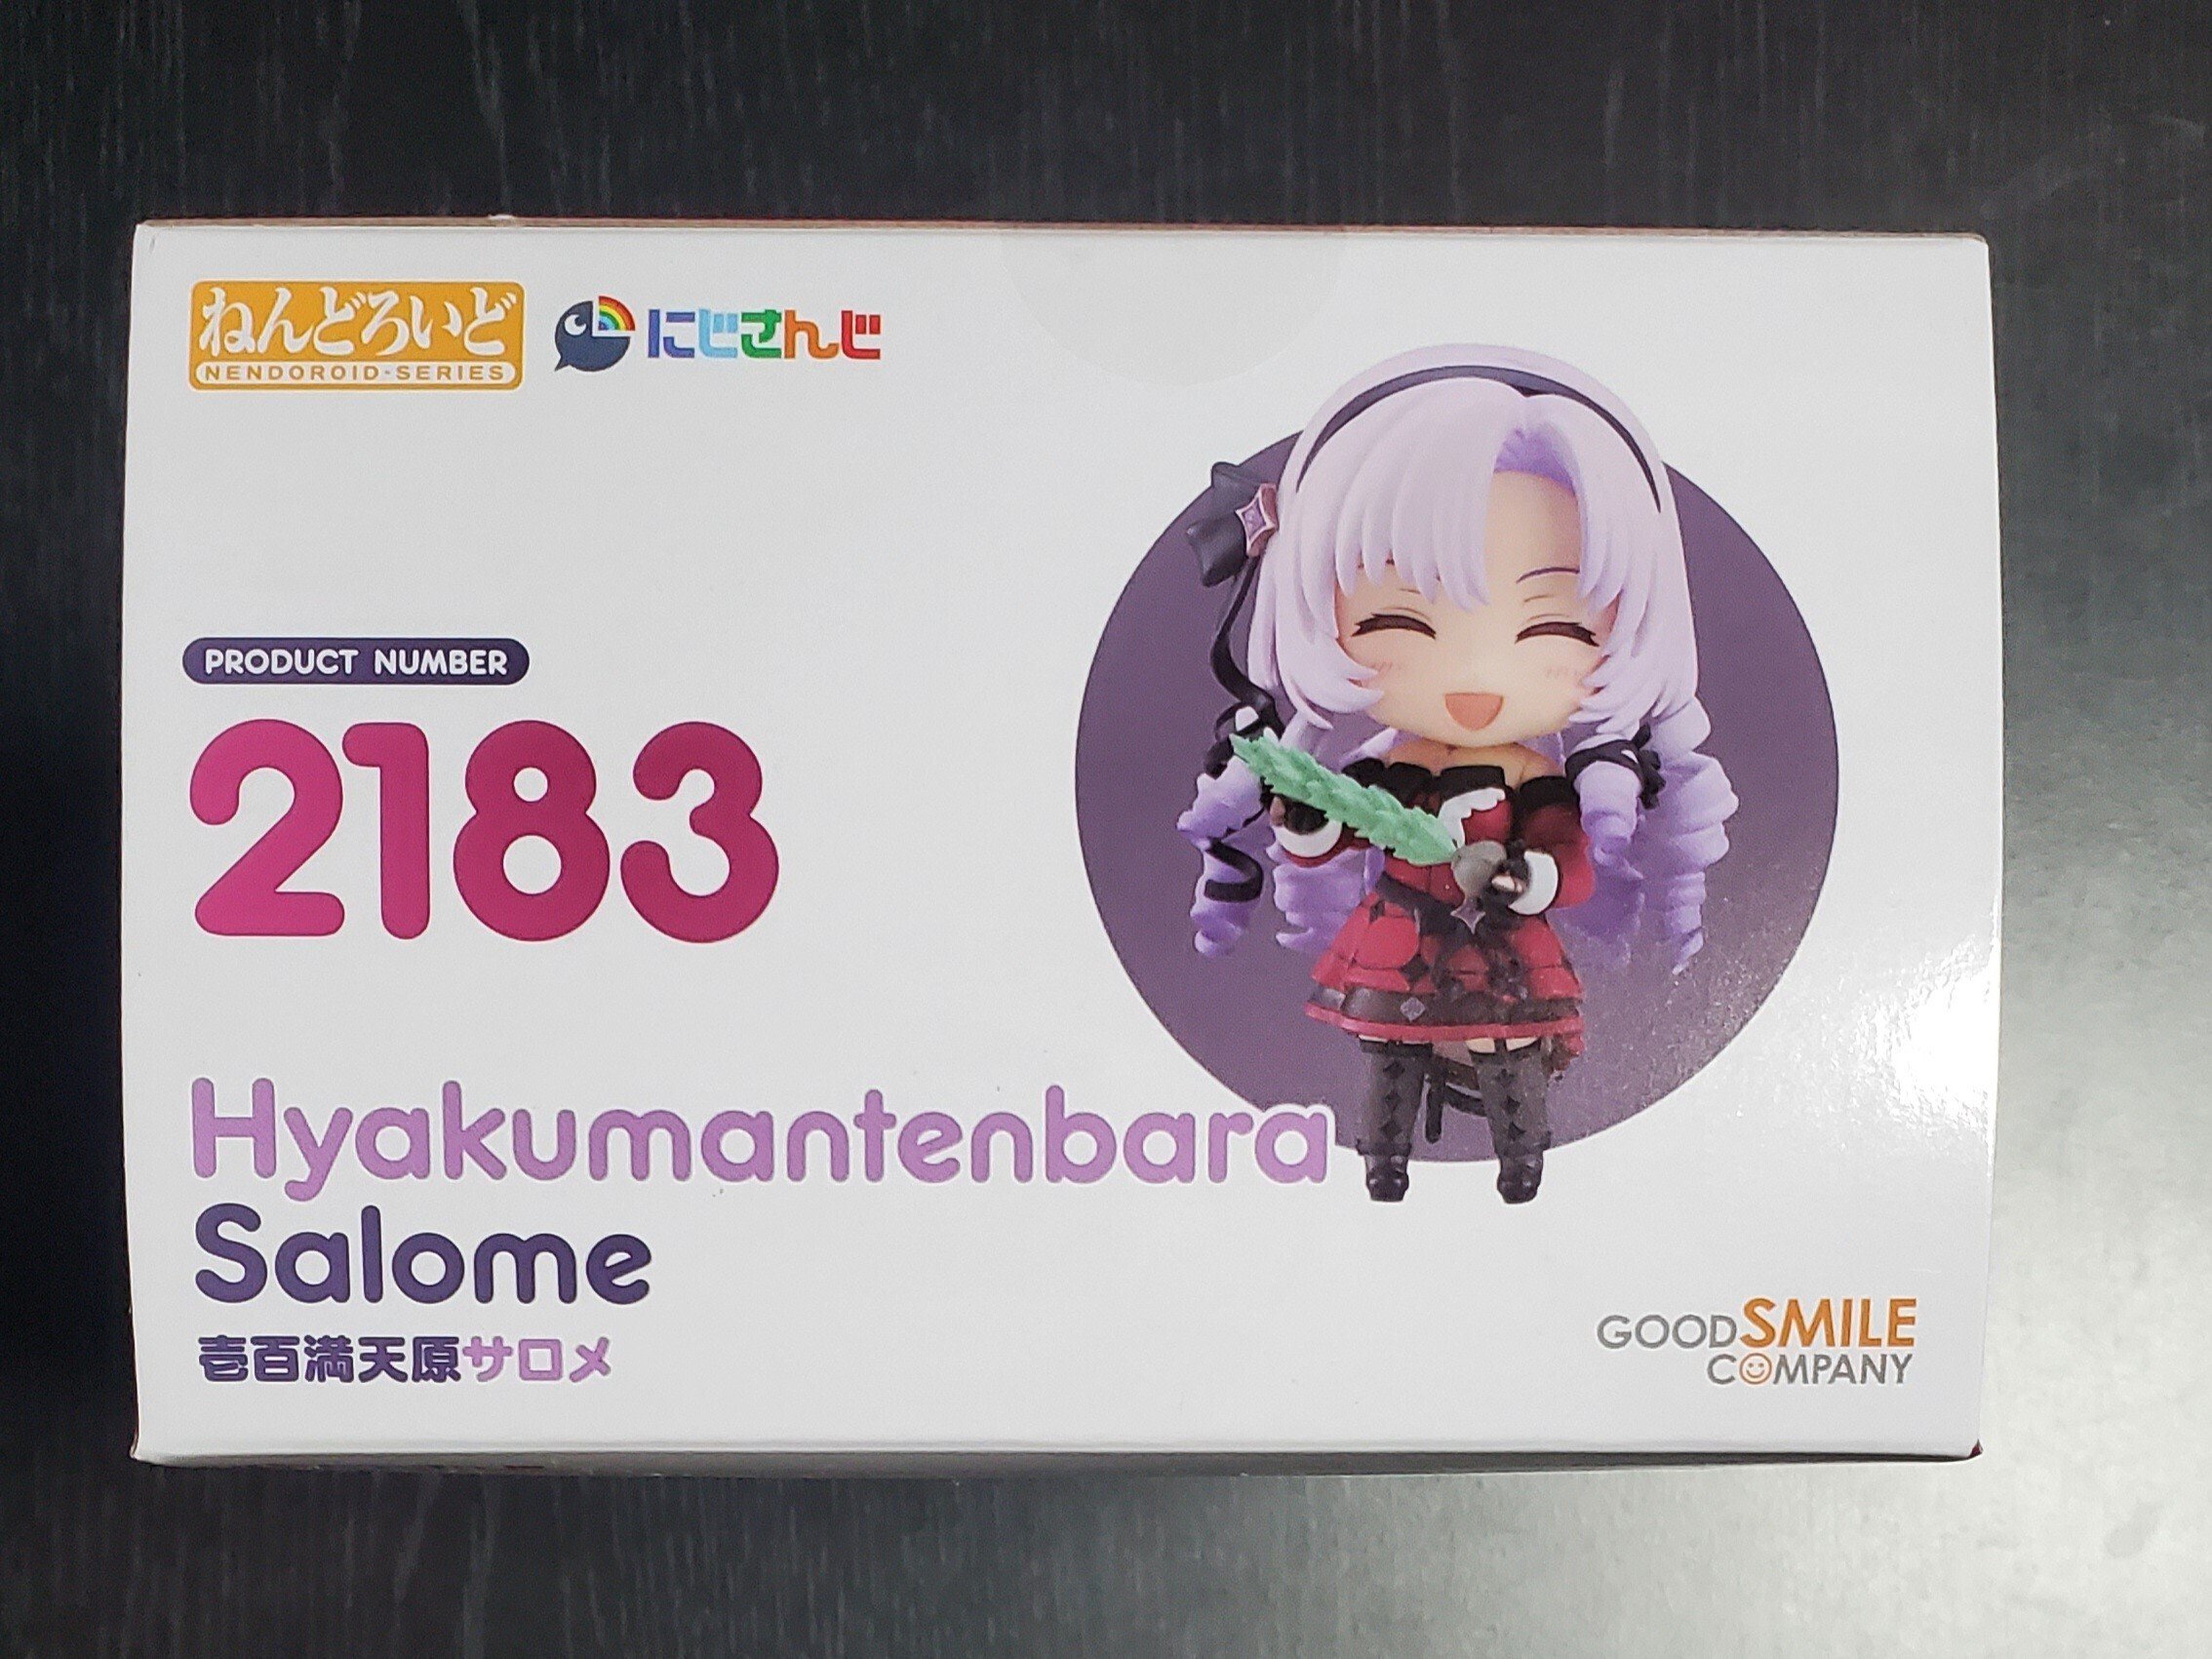 ねんどろいど
NENDOROID·SERIES
にじさんじ
PRODUCT NUMBER
2183
Hyakumantenbara
Salome
壱百満天原サロメ
GOOD SMILE
COMPANY